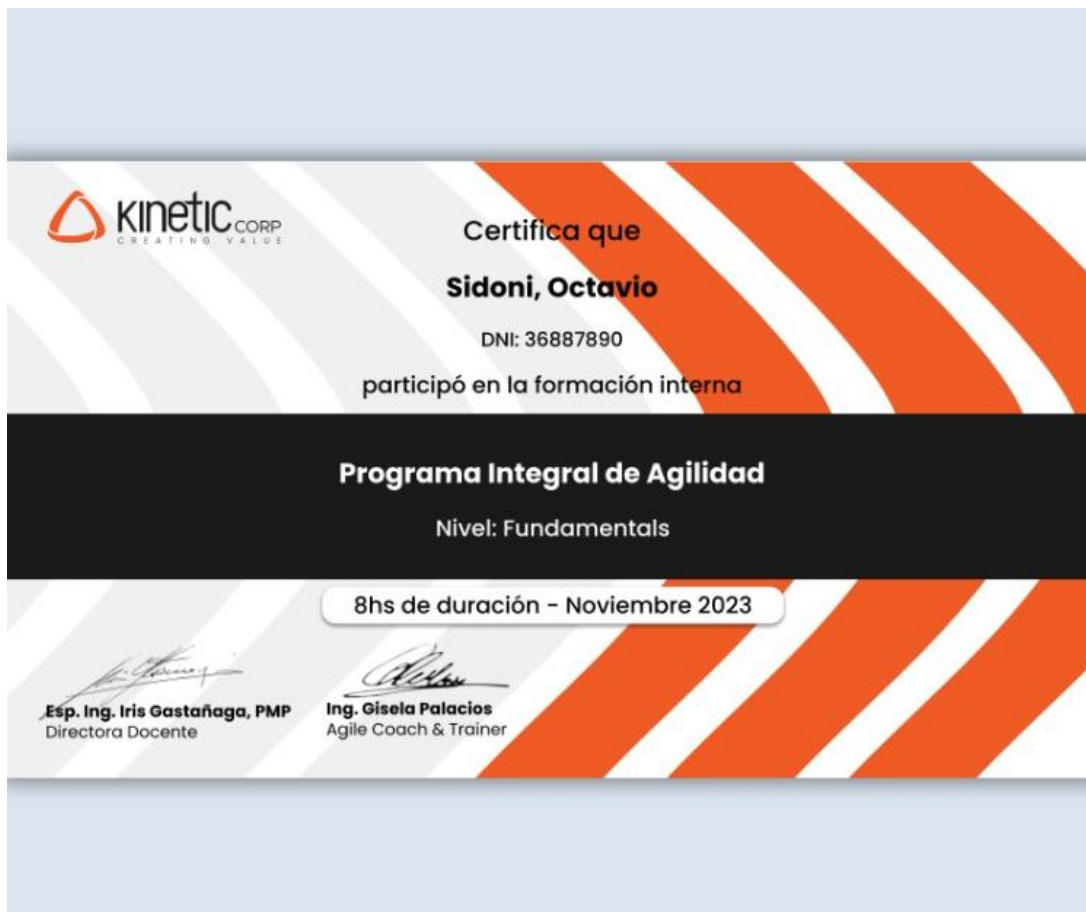 KINETIC CORP
CREATING VALUE
Certifica que
Sidoni, Octavio
DNI: 36887890
participó en la formación interna
Programa Integral de Agilidad
Nivel: Fundamentals
8hs de duración - Noviembre 2023
Esp. Ing. Iris Gastañaga, PMP
Directora Docente
Ing. Gisela Palacios
Agile Coach & Trainer